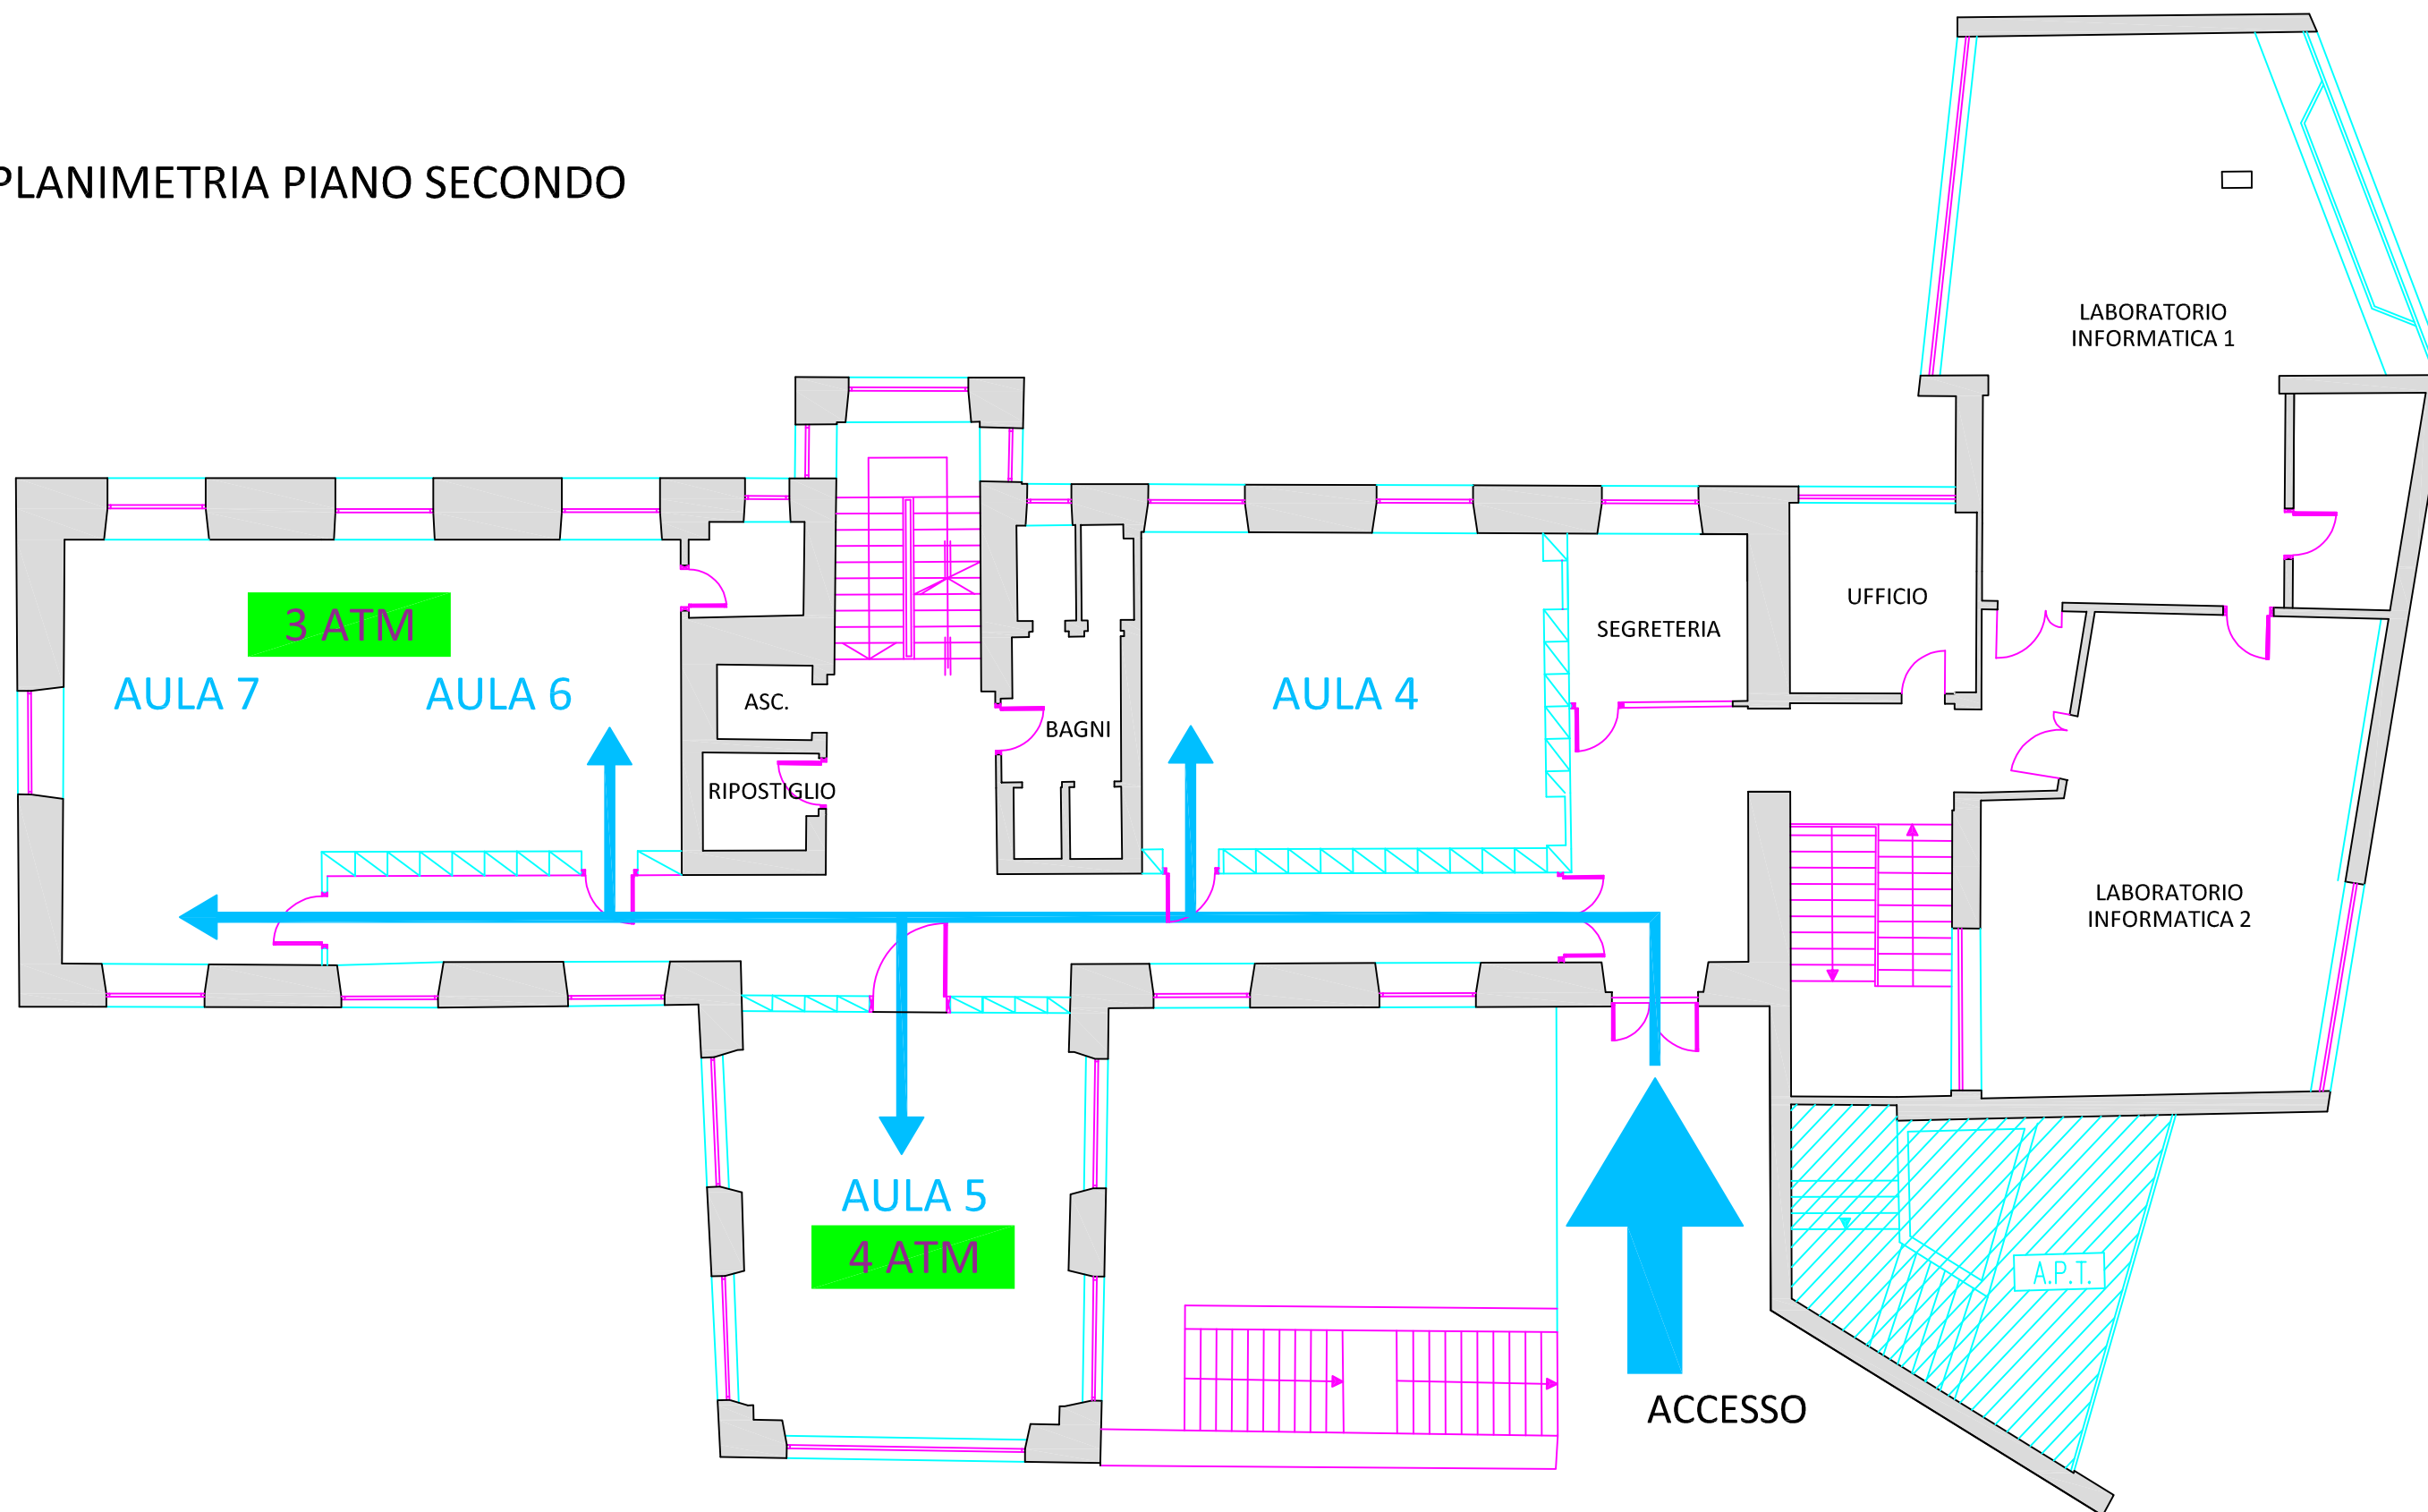 PLANIMETRIA PIANO SECONDO
LABORATORIO
INFORMATICA 1
3 ATM
UFFICIO
SEGRETERIA
AULA 7
AULA 6
ASC.
AULA 4
BAGNI
RIPOSTIGLIO
LABORATORIO
INFORMATICA 2
AULA 5
4 ATM
A.P.T.
ACCESSO